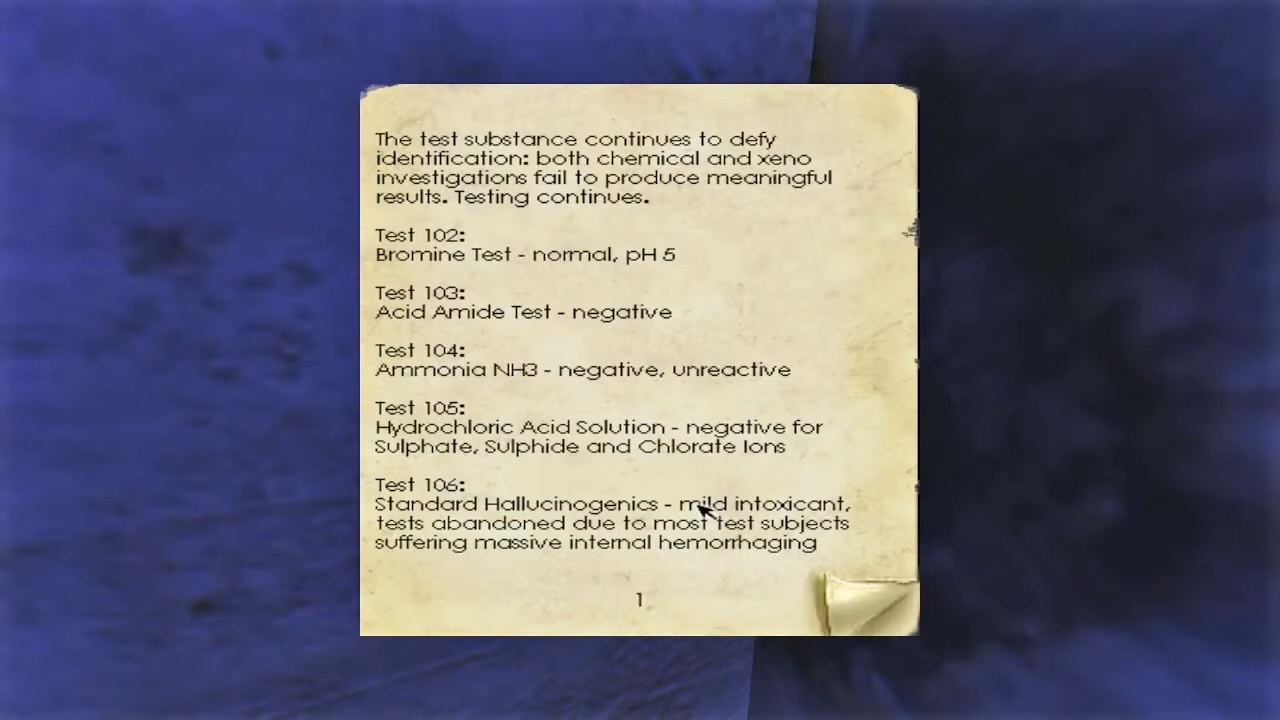 The test substance continues to defy
identification: both chemical and xeno
investigations fail to produce meaningful
results. Testing continues.
Test 102:
Bromine Test - normal, pH 5
Test 103:
Acid Amide Test - negative
Test 104:
Ammonia NH3 - negative, unreactive
Test 105:
Hydrochloric Acid Solution - negative for
Sulphate, Sulphide and Chlorate Ions
Test 106:
Standard Hallucinogenics - mild intoxicant,
tests abandoned due to most test subjects
suffering massive internal hemorrhaging
1